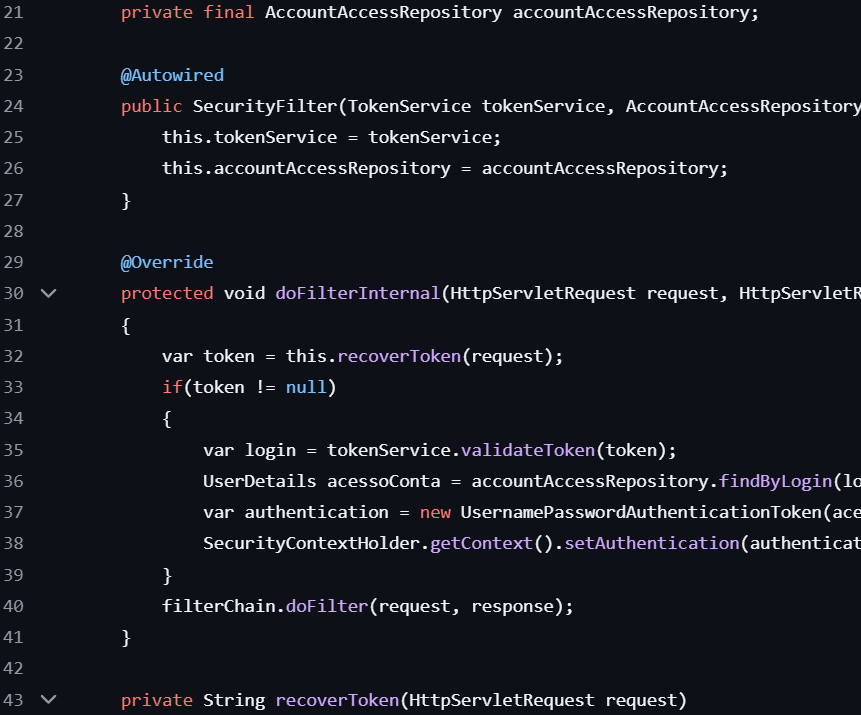 21 private final AccountAccessRepository accountAccessRepository;
22
23 @Autowired
24 public SecurityFilter(TokenService tokenService, AccountAccessRepository
25 this.tokenService = tokenService;
26 this.accountAccessRepository = accountAccessRepository;
27 }
28
29 @Override
30 protected void doFilterInternal(HttpServletRequest request, HttpServletR
31 {
32 var token = this.recoverToken(request);
33 if(token != null)
34 {
35 var login = tokenService.validateToken(token);
36 UserDetails acessoConta = accountAccessRepository.findByLogin(lo
37 var authentication = new UsernamePasswordAuthenticationToken(ace
38 SecurityContextHolder.getContext().setAuthentication(authenticat
39 }
40 filterChain.doFilter(request, response);
41 }
42
43 private String recoverToken(HttpServletRequest request)